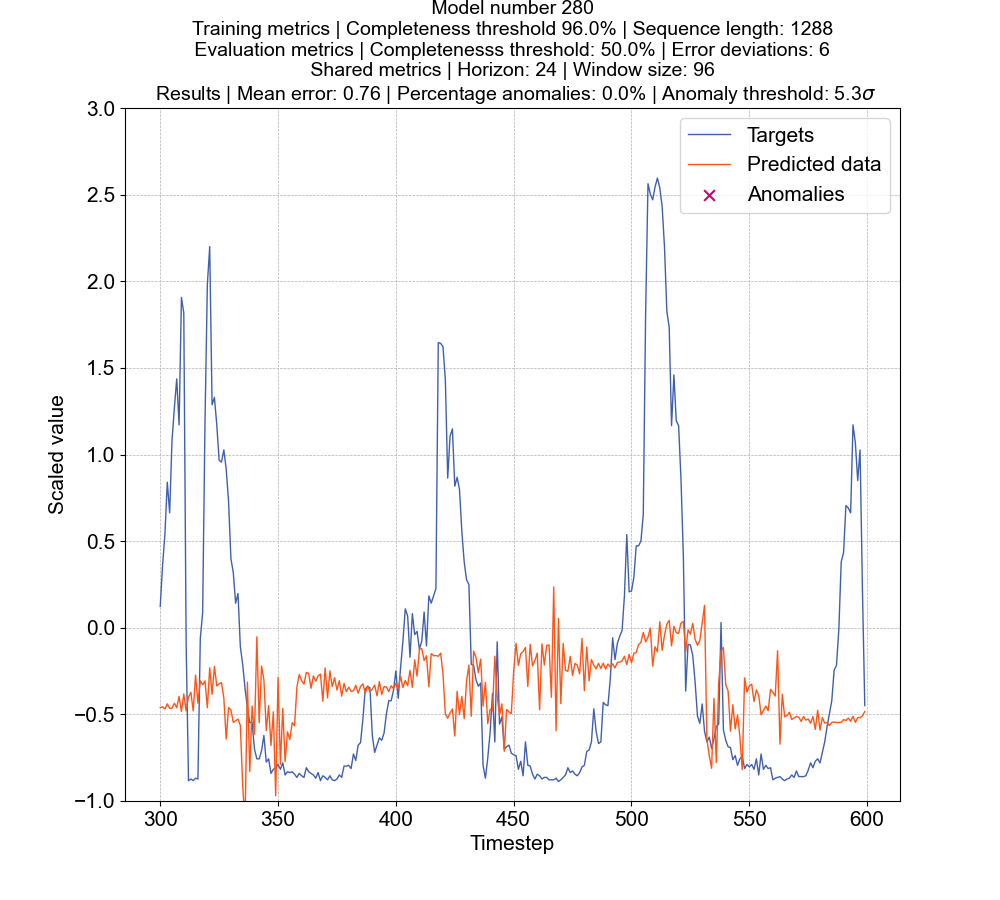 Model number 280
Training metrics | Completeness threshold 96.0% | Sequence length: 1288
Evaluation metrics | Completenesss threshold: 50.0% | Error deviations: 6
Shared metrics | Horizon: 24 | Window size: 96
Results | Mean error: 0.76 | Percentage anomalies: 0.0% | Anomaly threshold: 5.3σ
3.0
2.5
2.0
1.5
1.0
0.5
0.0
−0.5
−1.0
Scaled value
Targets
Predicted data
Anomalies
300 350 400 450 500 550 600
Timestep